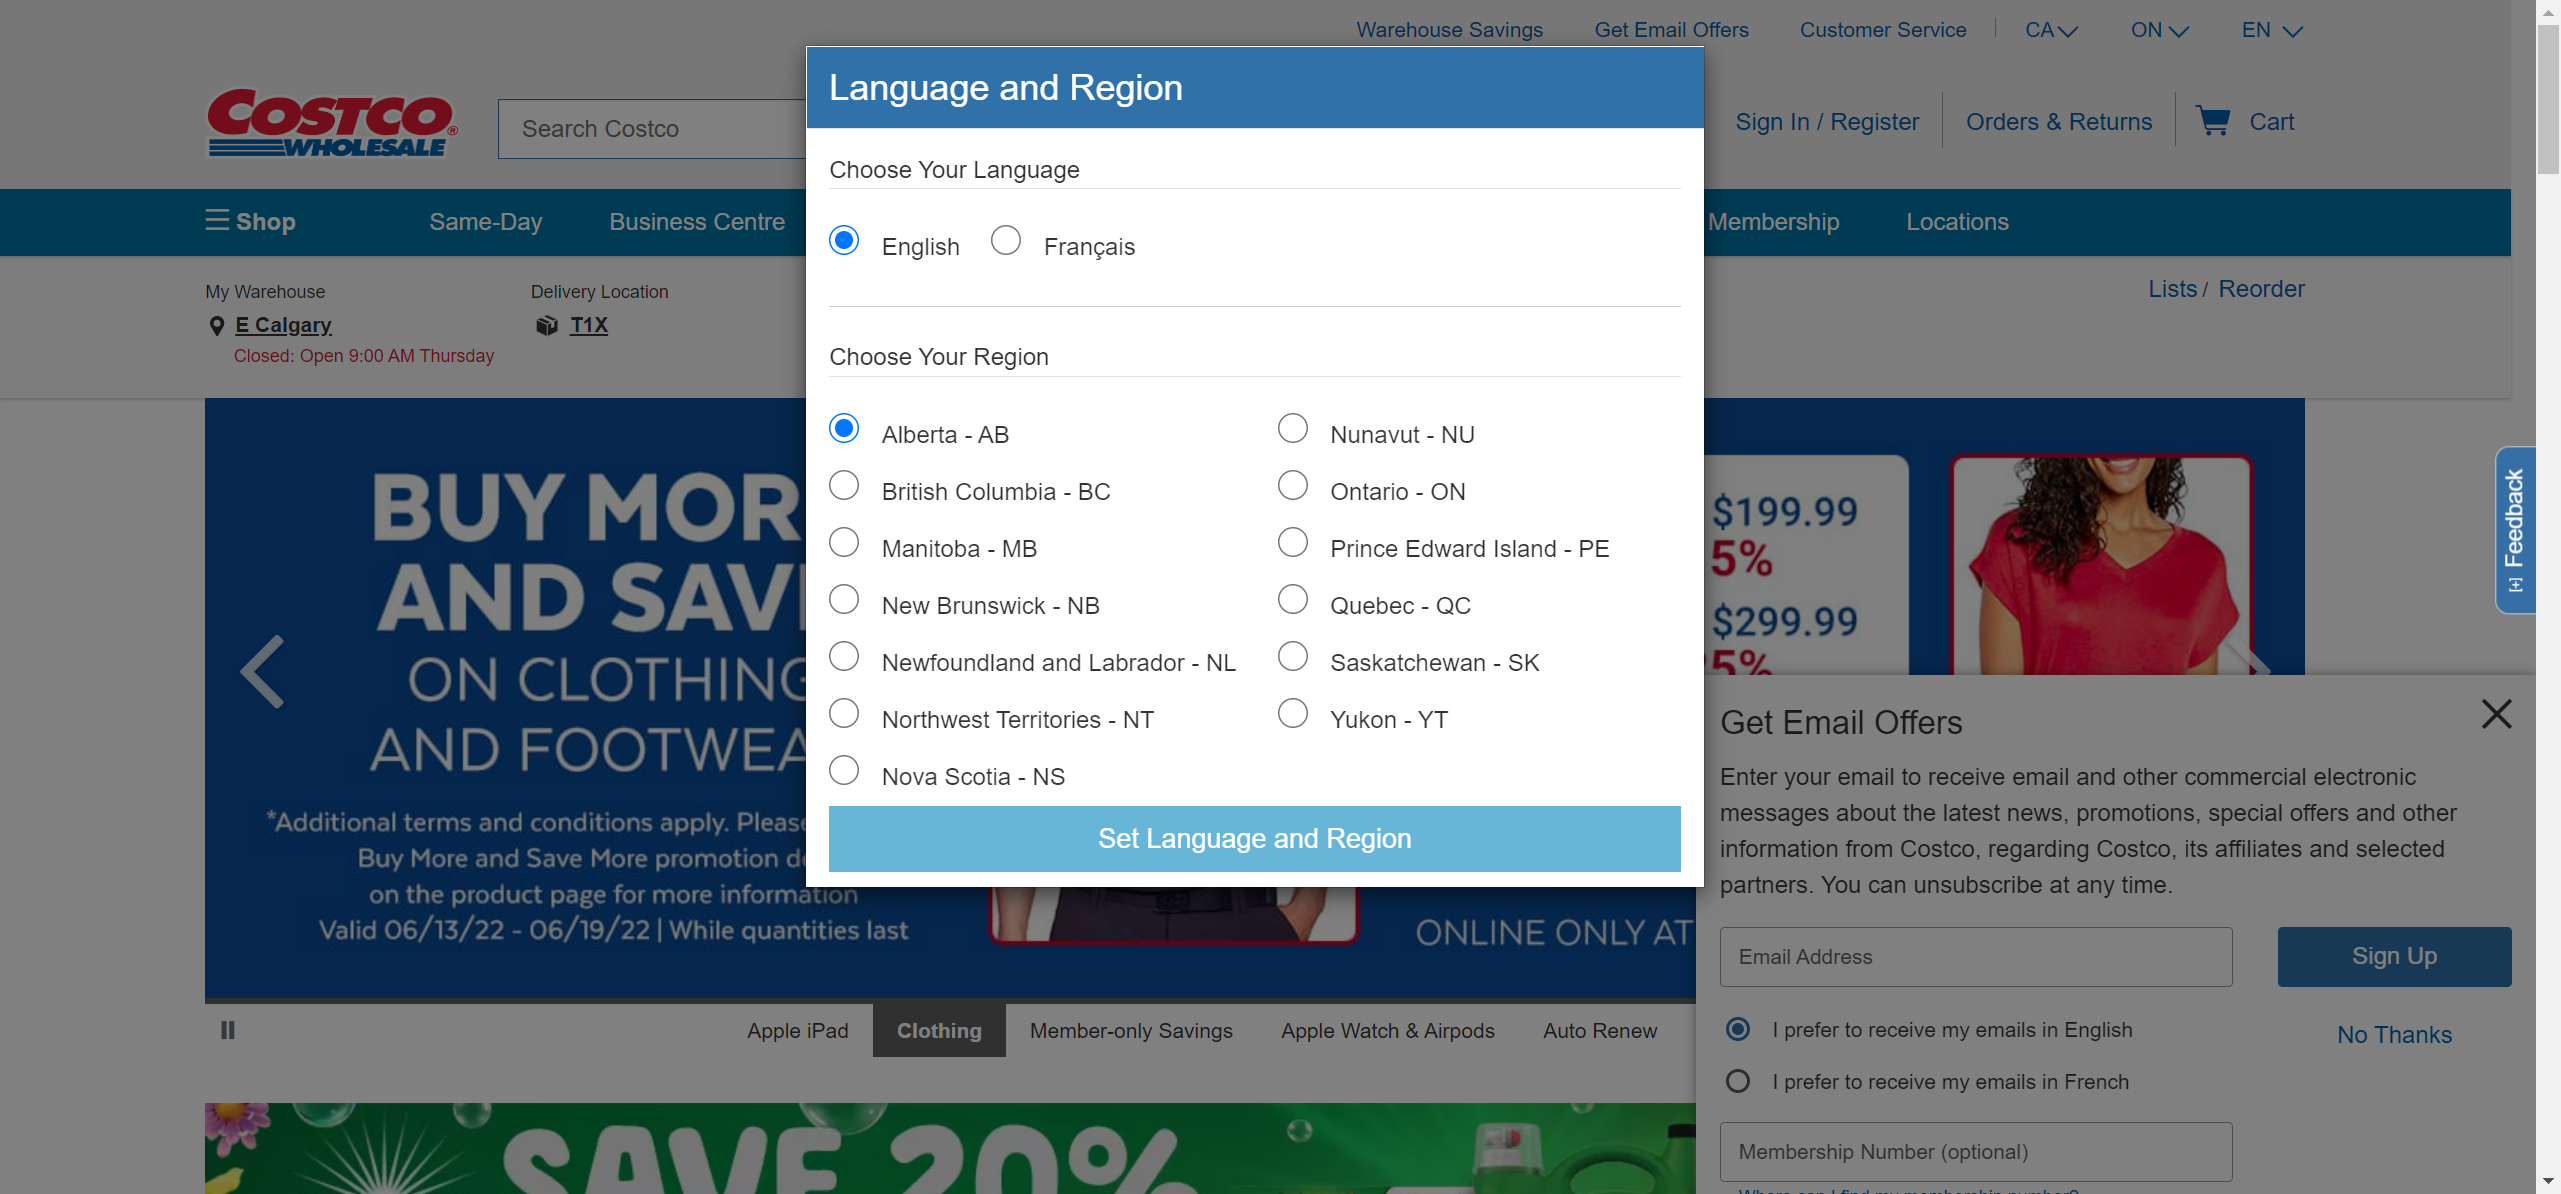 Warehouse Savings Get Email Offers Customer Service CA ON EN
COSTCO WHOLESALE
Search Costco
Sign In / Register Orders & Returns Cart
Shop Same-Day Business Centre Membership Locations
My Warehouse
E Calgary
Closed: Open 9:00 AM Thursday
Delivery Location
T1X
Lists / Reorder
Language and Region
Choose Your Language
English Français
Choose Your Region
Alberta - AB
British Columbia - BC
Manitoba - MB
New Brunswick - NB
Newfoundland and Labrador - NL
Northwest Territories - NT
Nova Scotia - NS
Nunavut - NU
Ontario - ON
Prince Edward Island - PE
Quebec - QC
Saskatchewan - SK
Yukon - YT
Set Language and Region
BUY MOR
AND SAV
ON CLOTHING
AND FOOTWEA
*Additional terms and conditions apply. Please
Buy More and Save More promotion de
on the product page for more information
Valid 06/13/22 - 06/19/22 | While quantities last
$199.99
5%
$299.99
5%
ONLINE ONLY AT
[+] Feedback
Apple iPad Clothing Member-only Savings Apple Watch & Airpods Auto Renew
SAVE 20%
Get Email Offers
Enter your email to receive email and other commercial electronic
messages about the latest news, promotions, special offers and other
information from Costco, regarding Costco, its affiliates and selected
partners. You can unsubscribe at any time.
Email Address
Sign Up
I prefer to receive my emails in English
No Thanks
I prefer to receive my emails in French
Membership Number (optional)
Where can I find my membership number?